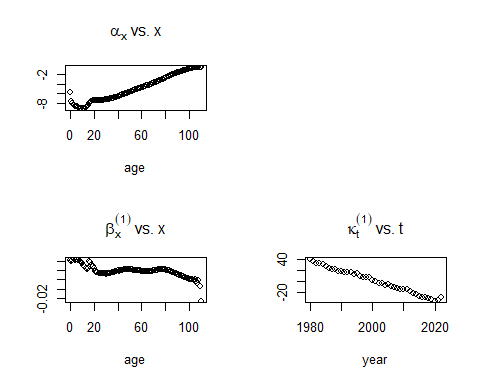 αx vs. x
-2
-8
0 20 60 100
age
βx(1) vs. x
-0.02
0 20 60 100
age
κt(1) vs. t
40
-20
1980 2000 2020
year